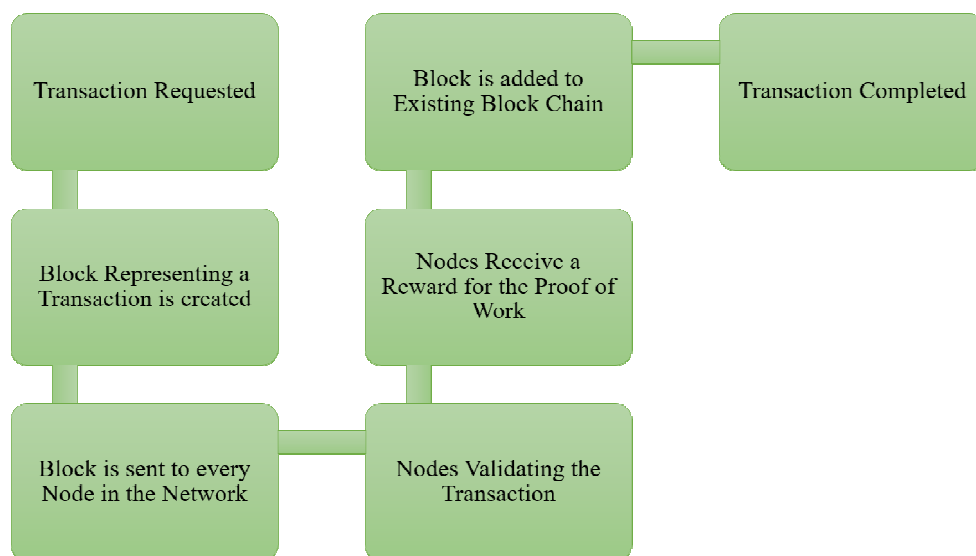 Transaction Requested
Block Representing a
Transaction is created
Block is sent to every
Node in the Network
Nodes Validating the
Transaction
Nodes Receive a
Reward for the Proof of
Work
Block is added to
Existing Block Chain
Transaction Completed